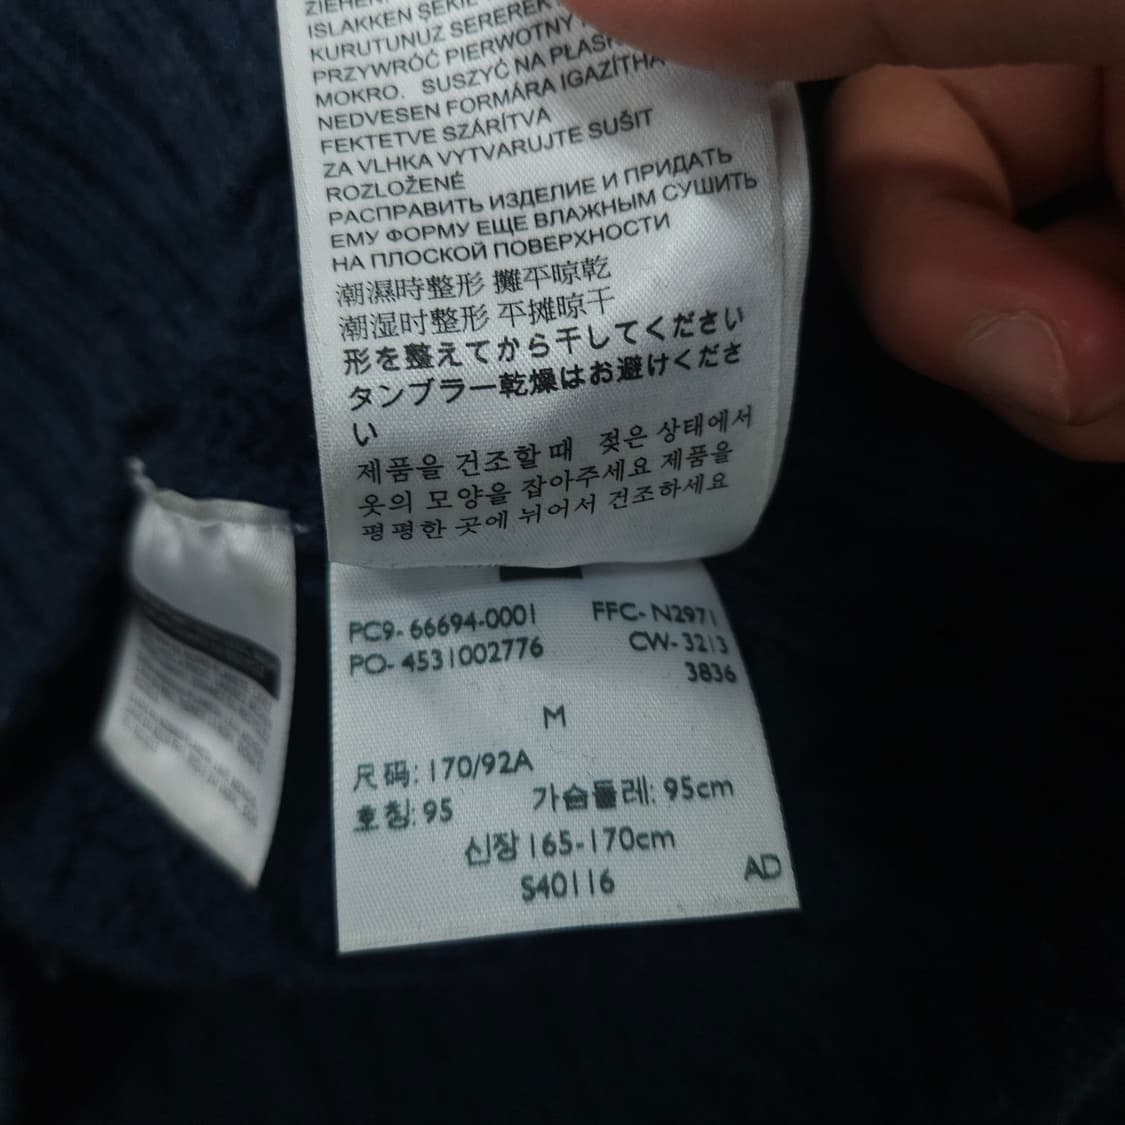 ISLAKKEN ŞEKİL
KURUTUNUZ SEREREK
PRZYWRÓĆ PIERWOTNY
MOKRO. SUSZYĆ NA
NEDVESEN FORMÁRA IGAZÍTHA
FEKTETVE SZÁRÍTVA
ZA VLHKA VYTVARUJTE SUŠIT
ROZLOŽENÉ
РАСПРАВИТЬ ИЗДЕЛИЕ И ПРИДАТЬ
ЕМУ ФОРМУ ЕЩЕ ВЛАЖНЫМ СУШИТЬ
НА ПЛОСКОЙ ПОВЕРХНОСТИ
潮濕時整形 攤平晾乾
潮湿时整形 平摊晾干
形を整えてから干してください
タンブラー乾燥はお避けくださ
い
제품을 건조할때 젖은 상태에서
옷의 모양을 잡아주세요 제품을
평평한 곳에 뉘어서 건조하세요
PC9- 66694-0001 FFC- N2971
PO- 4531002776 CW- 3213
3836
M
尺码: 170/92A
호칭: 95 가슴둘레: 95cm
신장 165-170cm
S40116 AD